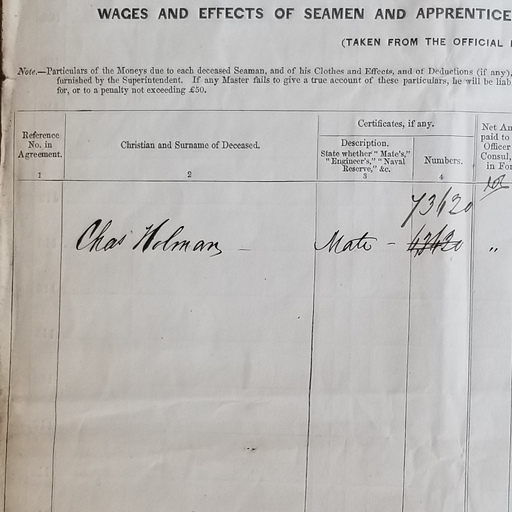 WAGES AND EFFECTS OF SEAMEN AND APPRENTICE
(TAKEN FROM THE OFFICIAL
Note.—Particulars of the Moneys due to each deceased Seaman, and of his Clothes and Effects, and of Deductions (if any),
furnished by the Superintendent. If any Master fails to give a true account of these particulars, he will be liab
for, or to a penalty not exceeding £50.
Reference
No. in
Agreement.
1
Christian and Surname of Deceased.
2
Certificates, if any.
Description.
State whether "Mate's,"
"Engineer's," "Naval
Reserve," &c.
3
Numbers.
4
Net Am
paid to
Officer
Consul,
in For
73620
Chas Holman — Mate — „